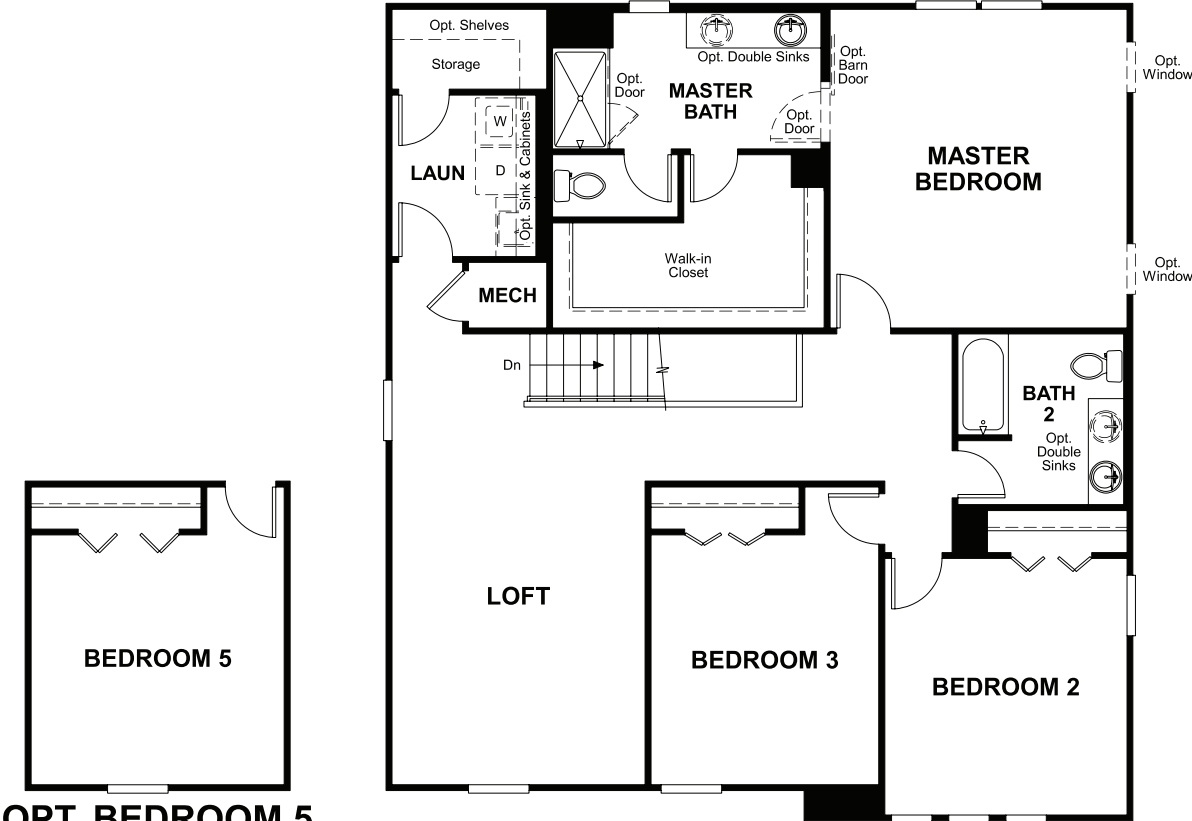 Opt. Shelves
Storage
W
D
Opt. Sink & Cabinets
LAUN
MECH
Opt.
Door
Opt. Double Sinks
MASTER
BATH
Opt.
Door
Opt.
Barn
Door
Opt.
Window
MASTER
BEDROOM
Walk-in
Closet
Opt.
Window
Dn
BATH
2
Opt.
Double
Sinks
LOFT
BEDROOM 3
BEDROOM 2
BEDROOM 5
OPT. BEDROOM 5